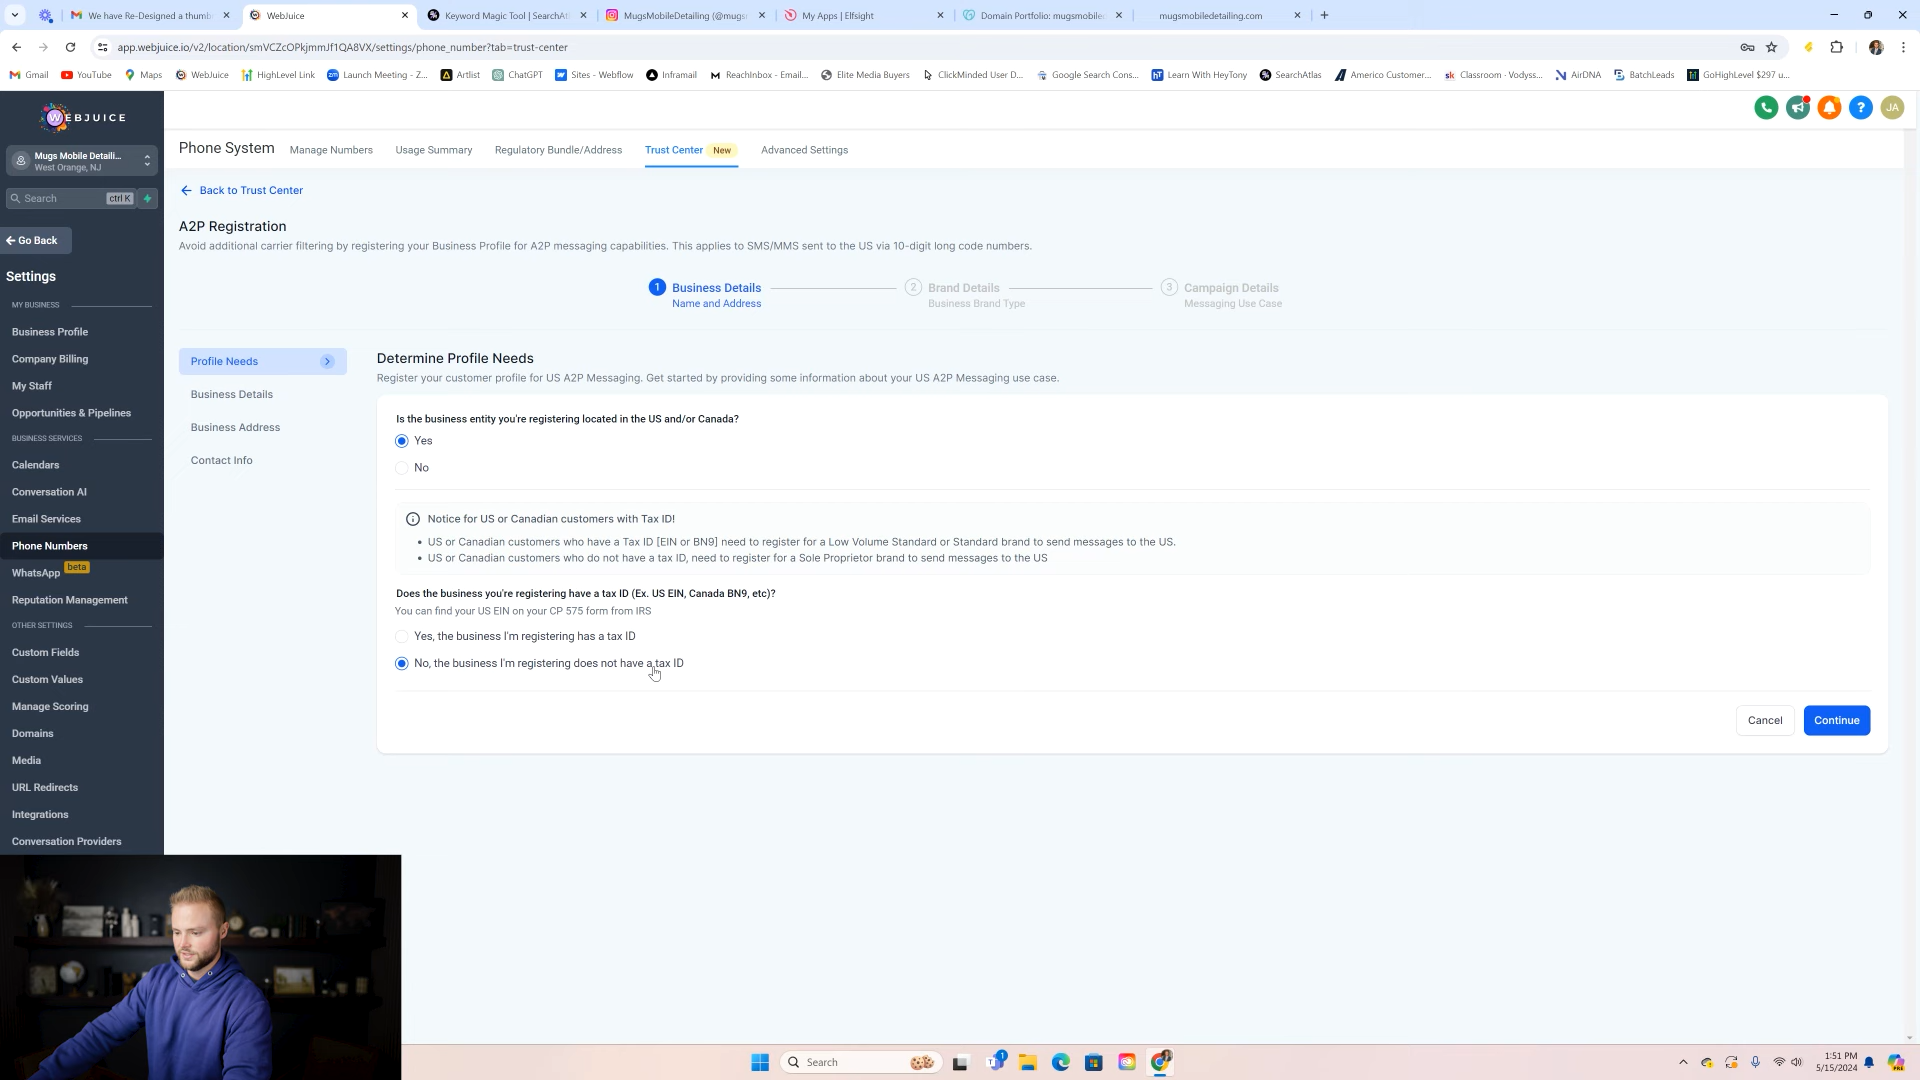 We have Re-Designed a thumb
WebJuice
Keyword Magic Tool | SearchAt
MugsMobileDetailing (@mugs
My Apps | Elfsight
Domain Portfolio: mugsmobile
mugsmobiledetailing.com
app.webjuice.io/v2/location/smVCZcOPkjmmJf1QA8VX/settings/phone_number?tab=trust-center
Gmail
YouTube
Maps
WebJuice
HighLevel Link
Launch Meeting - Z...
Artlist
ChatGPT
Sites - Webflow
Inframail
ReachInbox - Email...
Elite Media Buyers
ClickMinded User D...
Google Search Cons...
Learn With HeyTony
SearchAtlas
Americo Customer...
Classroom · Vodyss...
AirDNA
BatchLeads
GoHighLevel $297 u...
WEBJUICE
JA
Mugs Mobile Detaili...
West Orange, NJ
Search
ctrl K
Go Back
Settings
MY BUSINESS
Business Profile
Company Billing
My Staff
Opportunities & Pipelines
BUSINESS SERVICES
Calendars
Conversation AI
Email Services
Phone Numbers
WhatsApp beta
Reputation Management
OTHER SETTINGS
Custom Fields
Custom Values
Manage Scoring
Domains
Media
URL Redirects
Integrations
Conversation Providers
Phone System
Manage Numbers
Usage Summary
Regulatory Bundle/Address
Trust Center New
Advanced Settings
Back to Trust Center
A2P Registration
Avoid additional carrier filtering by registering your Business Profile for A2P messaging capabilities. This applies to SMS/MMS sent to the US via 10-digit long code numbers.
1 Business Details
Name and Address
2 Brand Details
Business Brand Type
3 Campaign Details
Messaging Use Case
Profile Needs
Business Details
Business Address
Contact Info
Determine Profile Needs
Register your customer profile for US A2P Messaging. Get started by providing some information about your US A2P Messaging use case.
Is the business entity you're registering located in the US and/or Canada?
Yes
No
Notice for US or Canadian customers with Tax ID!
• US or Canadian customers who have a Tax ID [EIN or BN9] need to register for a Low Volume Standard or Standard brand to send messages to the US.
• US or Canadian customers who do not have a tax ID, need to register for a Sole Proprietor brand to send messages to the US
Does the business you're registering have a tax ID (Ex. US EIN, Canada BN9, etc)?
You can find your US EIN on your CP 575 form from IRS
Yes, the business I'm registering has a tax ID
No, the business I'm registering does not have a tax ID
Cancel
Continue
Search
1
1:51 PM
5/15/2024